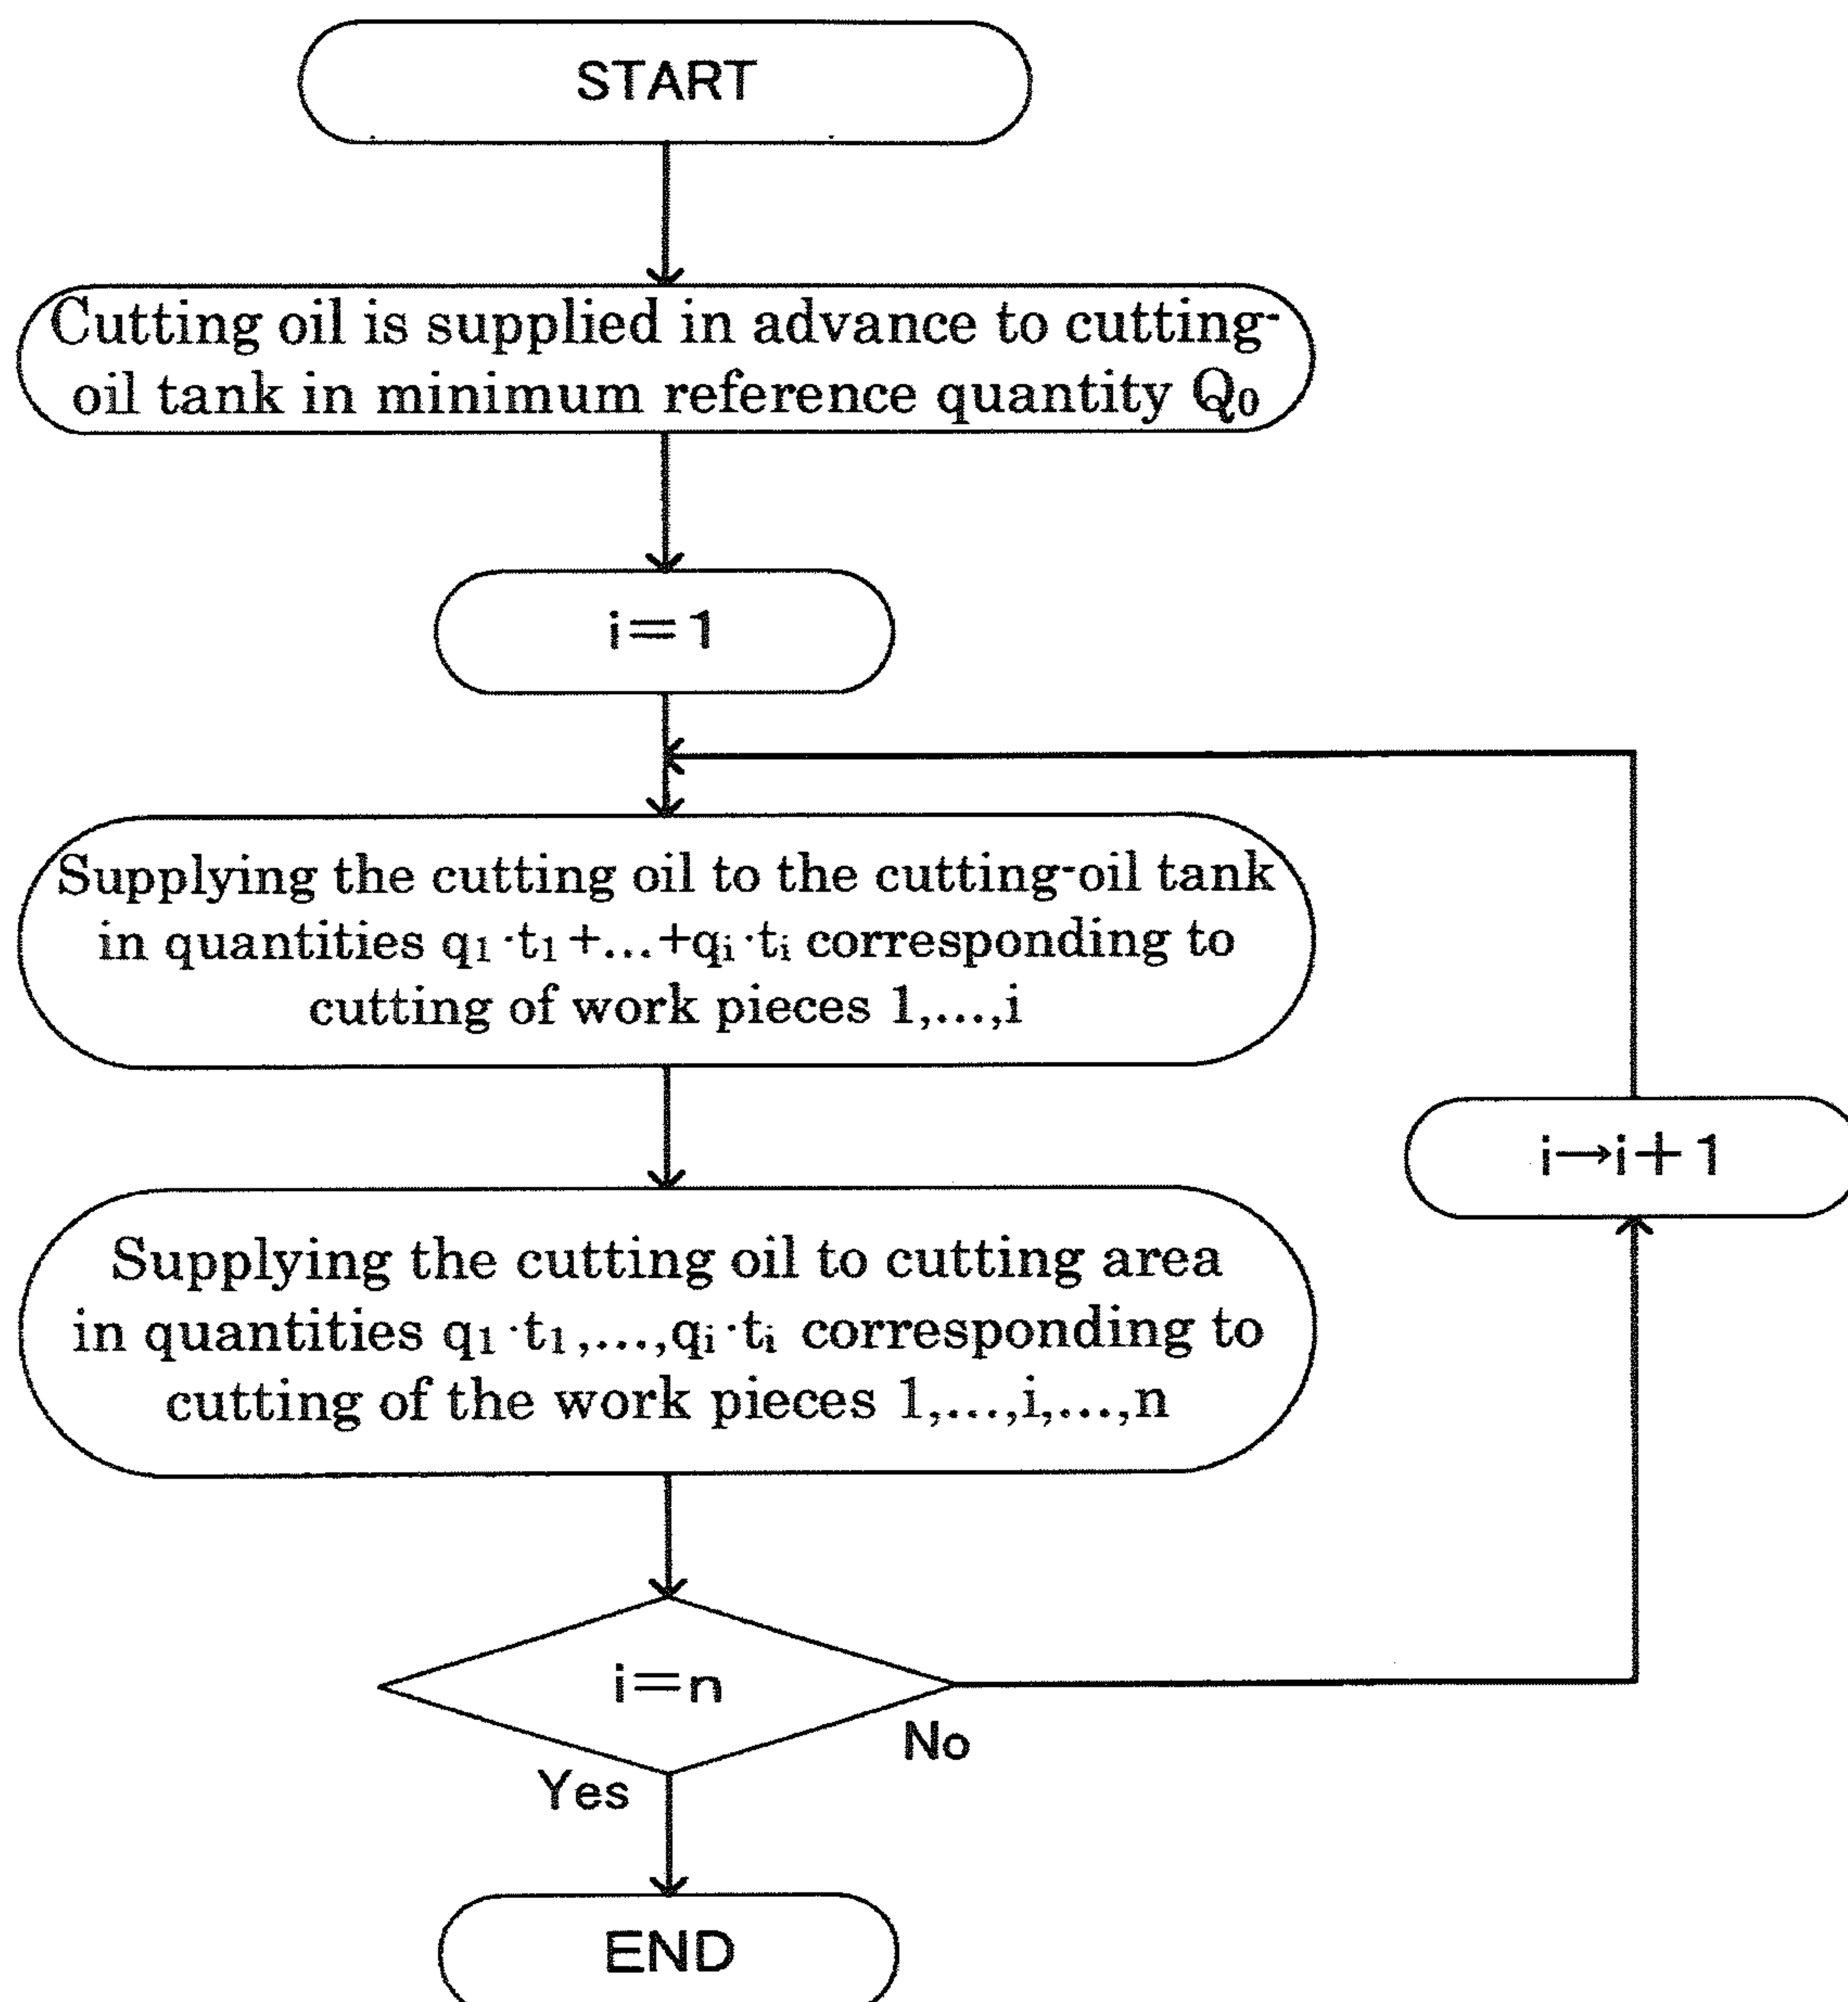 START
Cutting oil is supplied in advance to cutting-
oil tank in minimum reference quantity Q₀
i=1
Supplying the cutting oil to the cutting-oil tank
in quantities q₁·t₁+...+qᵢ·tᵢ corresponding to
cutting of work pieces 1,...,i
i→i+1
Supplying the cutting oil to cutting area
in quantities q₁·t₁,...,qᵢ·tᵢ corresponding to
cutting of the work pieces 1,...,i,...,n
i=n
No
Yes
END